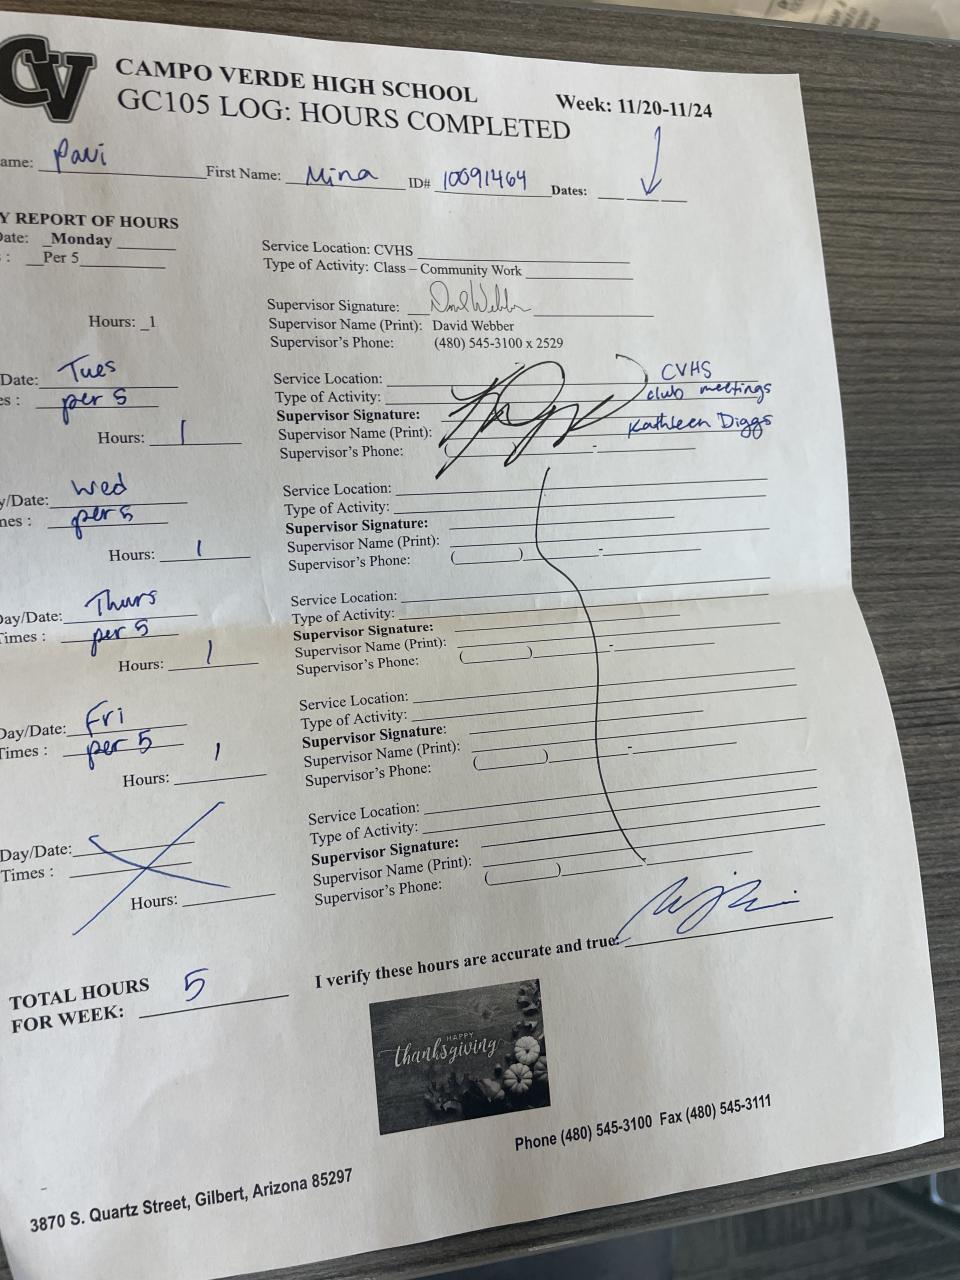 CV
CAMPO VERDE HIGH SCHOOL
Week: 11/20-11/24
GC105 LOG: HOURS COMPLETED
ame: Pavi First Name: Mina ID# 10091464 Dates: ___ ___ ___
Y REPORT OF HOURS
Date: _Monday ______
Service Location: CVHS
: __Per 5______
Type of Activity: Class – Community Work
Supervisor Signature:
Hours: _1
Supervisor Name (Print): David Webber
Supervisor's Phone: (480) 545-3100 x 2529
Date: Tues
Service Location: CVHS
es: per 5
Type of Activity: club meetings
Supervisor Signature:
Hours: 1
Supervisor Name (Print): Kathleen Diggs
Supervisor's Phone: ( ) -
y/Date: Wed
Service Location:
nes : per 5
Type of Activity:
Supervisor Signature:
Hours: 1
Supervisor Name (Print):
Supervisor's Phone: ( ) -
Day/Date: Thurs
Service Location:
Times : per 5
Type of Activity:
Supervisor Signature:
Hours: 1
Supervisor Name (Print):
Supervisor's Phone: ( ) -
Day/Date: Fri
Service Location:
Times : per 5
Type of Activity:
Supervisor Signature:
Hours: 1
Supervisor Name (Print):
Supervisor's Phone: ( ) -
Day/Date:
Service Location:
Times :
Type of Activity:
Supervisor Signature:
Hours:
Supervisor Name (Print):
Supervisor's Phone: ( ) -
I verify these hours are accurate and true:
TOTAL HOURS
FOR WEEK: 5
HAPPY
thanksgiving
Phone (480) 545-3100 Fax (480) 545-3111
3870 S. Quartz Street, Gilbert, Arizona 85297